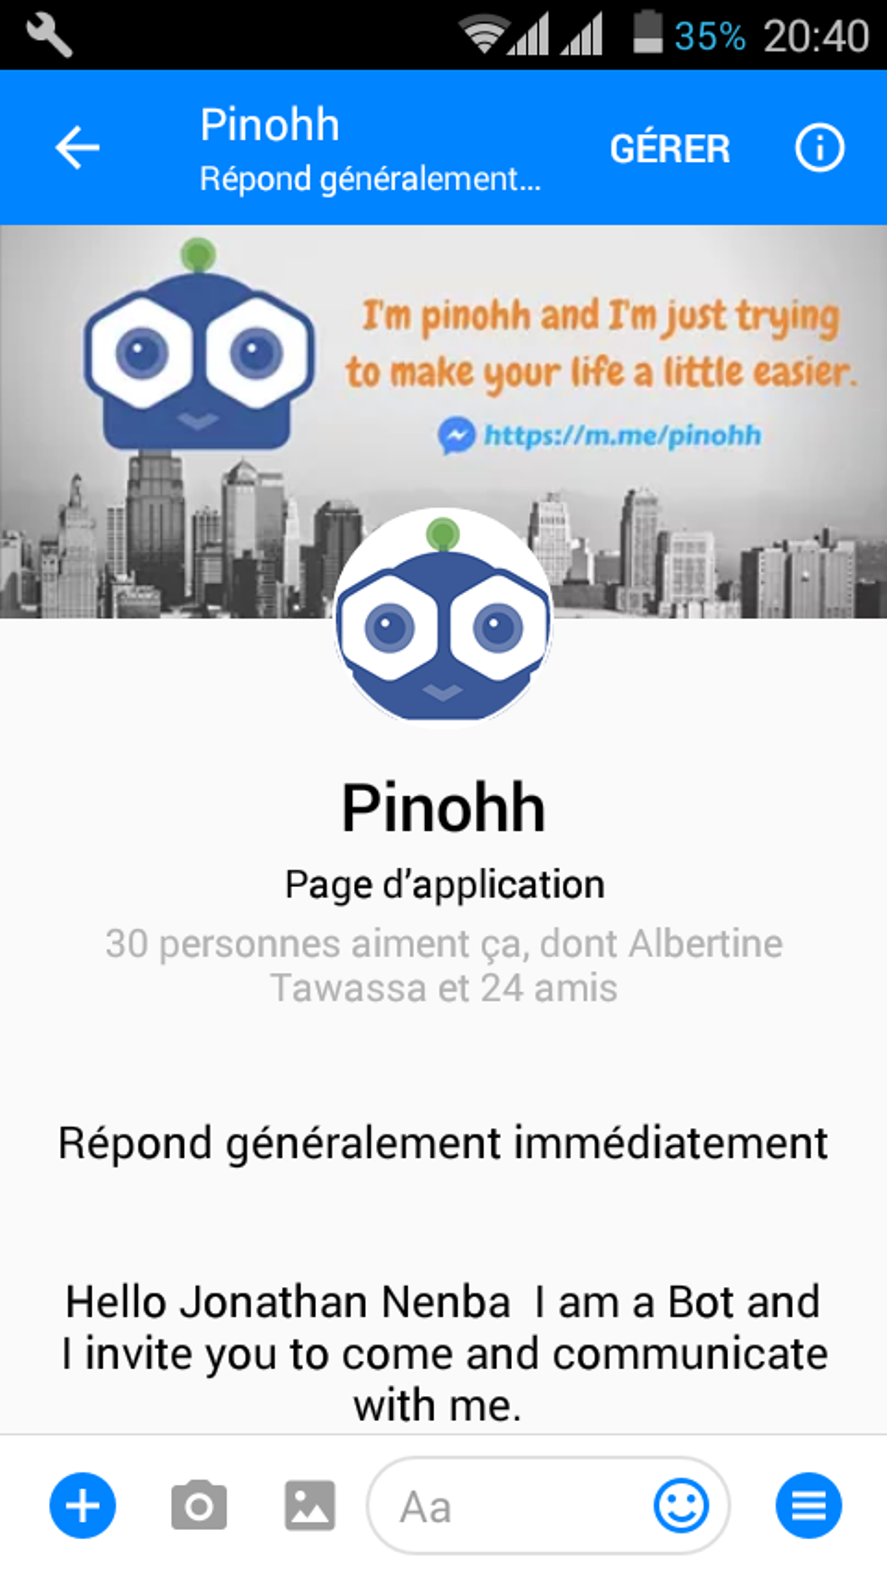 35% 20:40
Pinohh
Répond généralement...
GÉRER
I'm pinohh and I'm just trying
to make your life a little easier.
https://m.me/pinohh
Pinohh
Page d'application
30 personnes aiment ça, dont Albertine
Tawassa et 24 amis
Répond généralement immédiatement
Hello Jonathan Nenba  I am a Bot and
I invite you to come and communicate
with me.
Aa